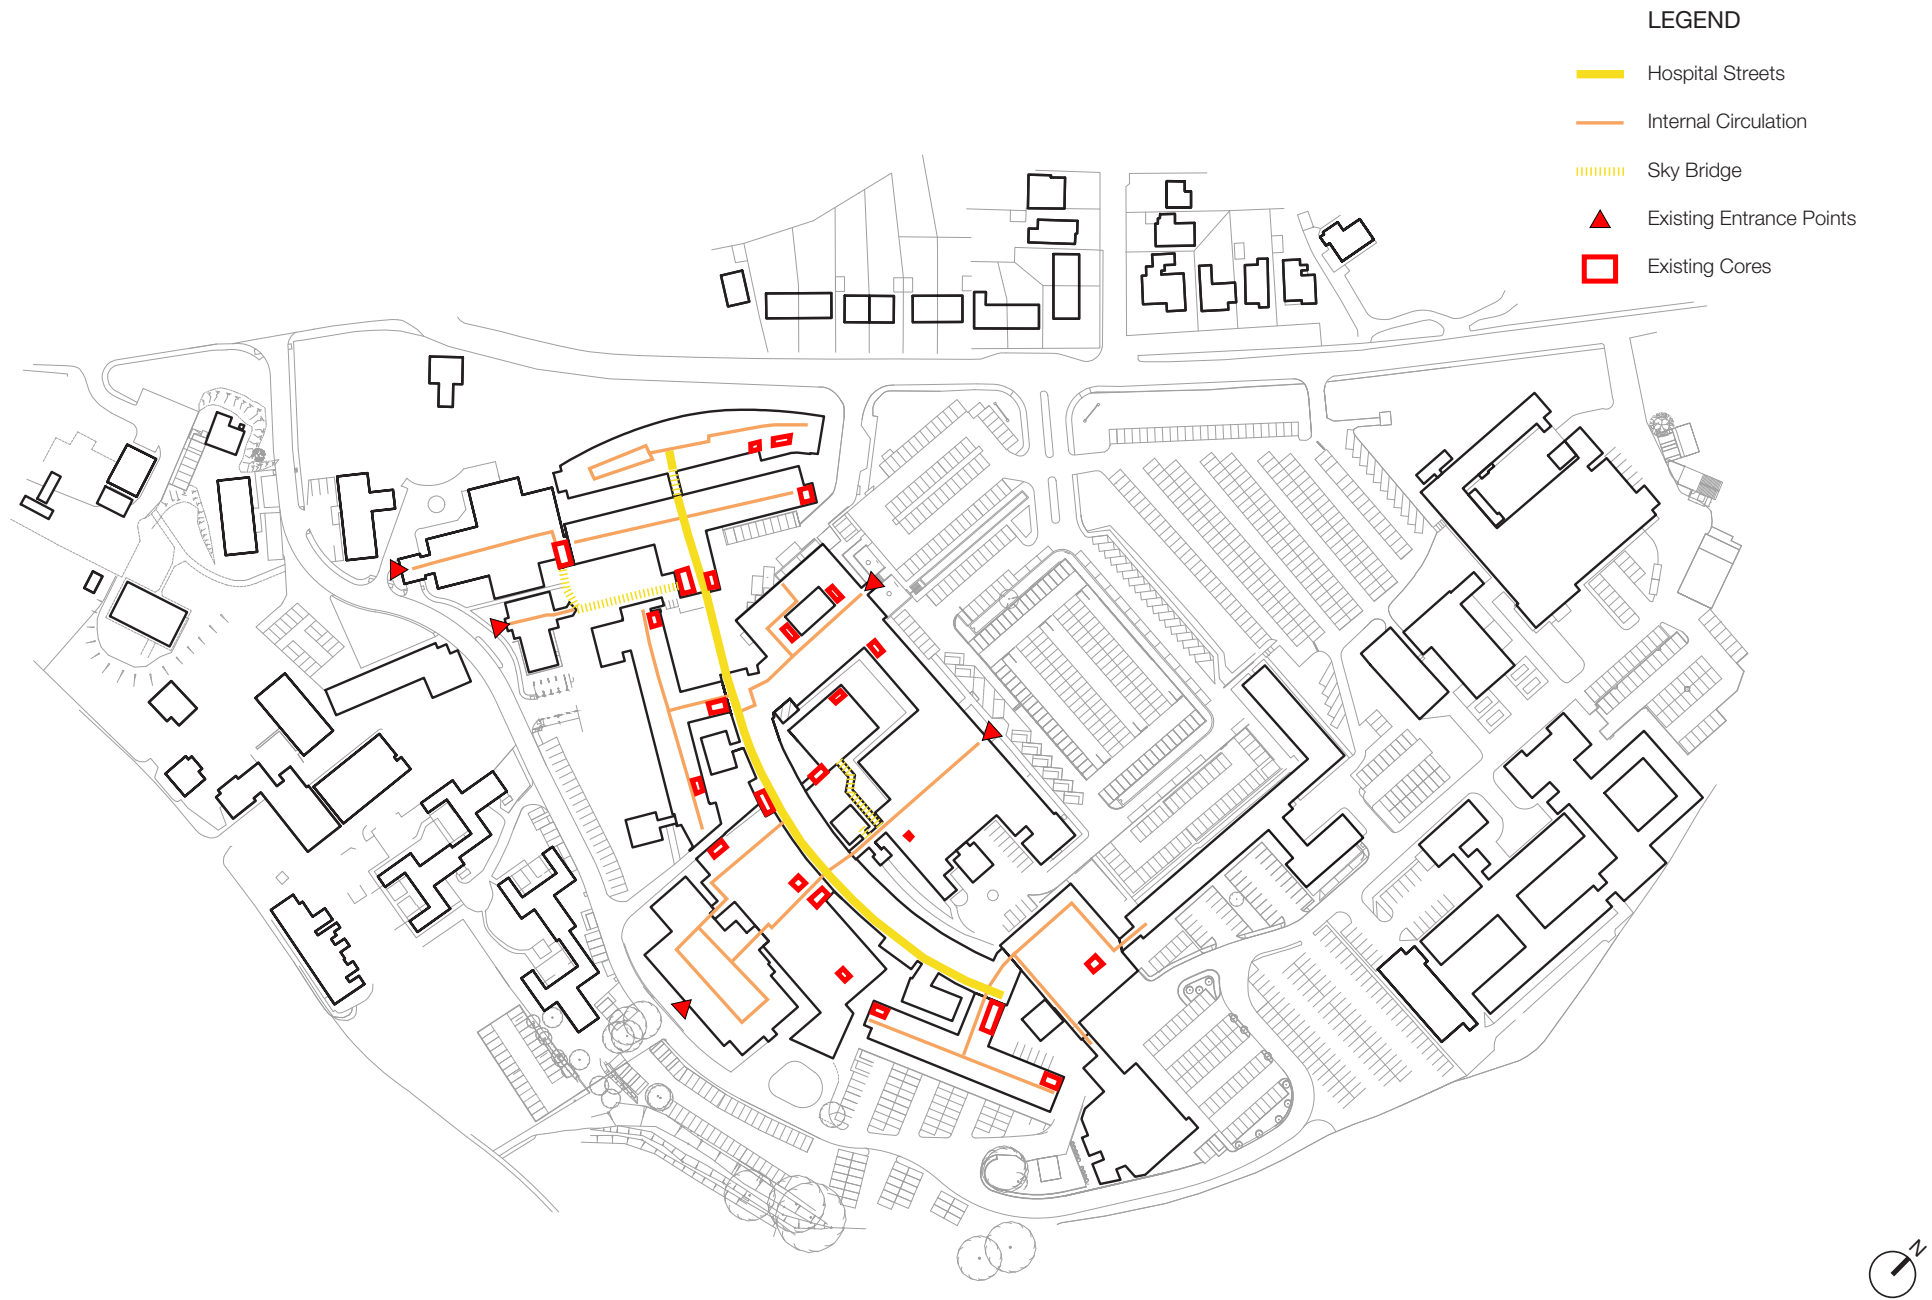 LEGEND
Hospital Streets
Internal Circulation
Sky Bridge
Existing Entrance Points
Existing Cores
N